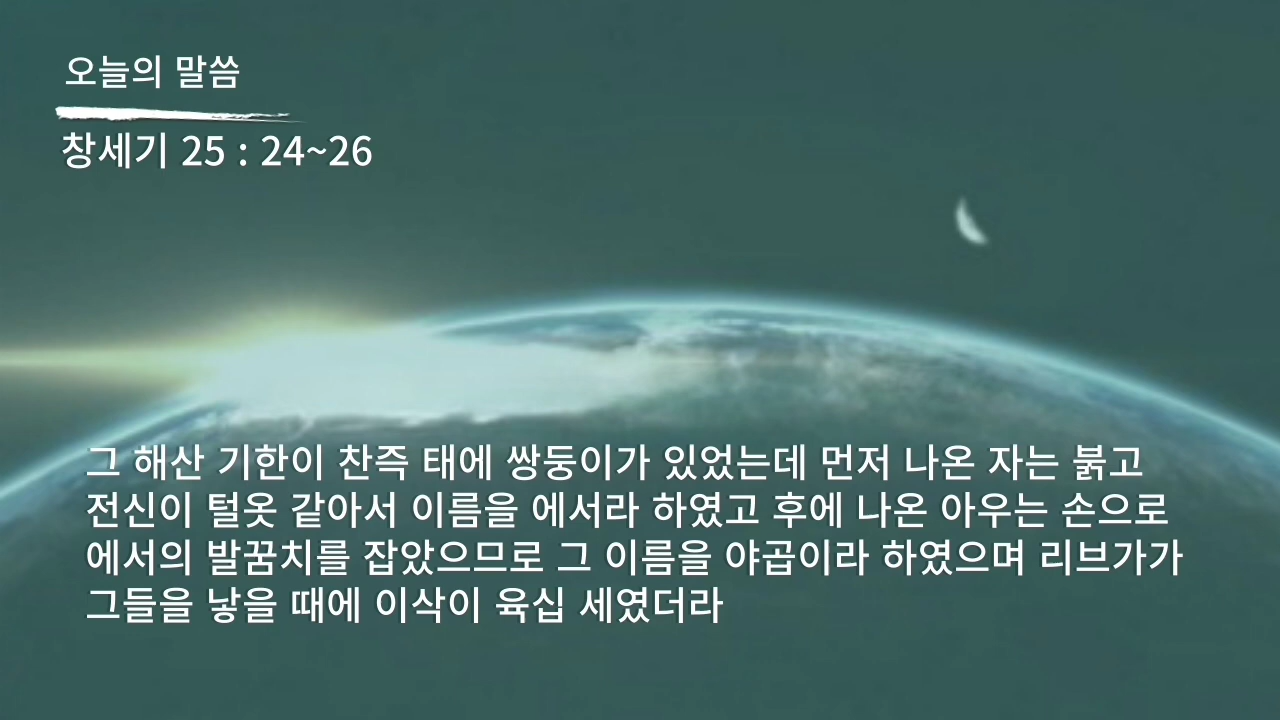 오늘의 말씀
창세기 25 : 24~26
그 해산 기한이 찬즉 태에 쌍둥이가 있었는데 먼저 나온 자는 붉고
전신이 털옷 같아서 이름을 에서라 하였고 후에 나온 아우는 손으로
에서의 발꿈치를 잡았으므로 그 이름을 야곱이라 하였으며 리브가가
그들을 낳을 때에 이삭이 육십 세였더라